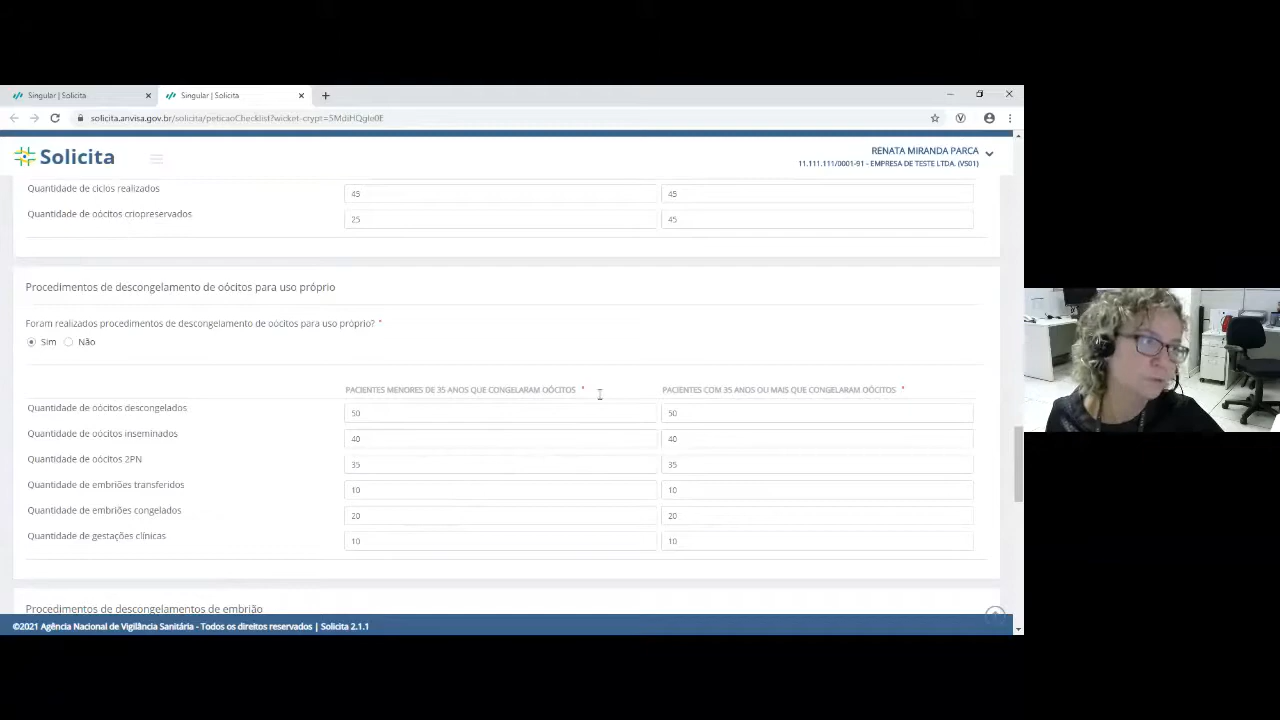 Singular | Solicita
Singular | Solicita
solicita.anvisa.gov.br/solicita/peticaoChecklist?wicket-crypt=5MdiHQgle0E
Solicita
RENATA MIRANDA PARCA
11.111.111/0001-91 - EMPRESA DE TESTE LTDA. (VS01)
Quantidade de ciclos realizados 45 45
Quantidade de oócitos criopreservados 25 45
Procedimentos de descongelamento de oócitos para uso próprio
Foram realizados procedimentos de descongelamento de oócitos para uso próprio? *
Sim Não
PACIENTES MENORES DE 35 ANOS QUE CONGELARAM OÓCITOS * PACIENTES COM 35 ANOS OU MAIS QUE CONGELARAM OÓCITOS *
Quantidade de oócitos descongelados 50 50
Quantidade de oócitos inseminados 40 40
Quantidade de oócitos 2PN 35 35
Quantidade de embriões transferidos 10 10
Quantidade de embriões congelados 20 20
Quantidade de gestações clínicas 10 10
Procedimentos de descongelamentos de embrião
©2021 Agência Nacional de Vigilância Sanitária - Todos os direitos reservados | Solicita 2.1.1